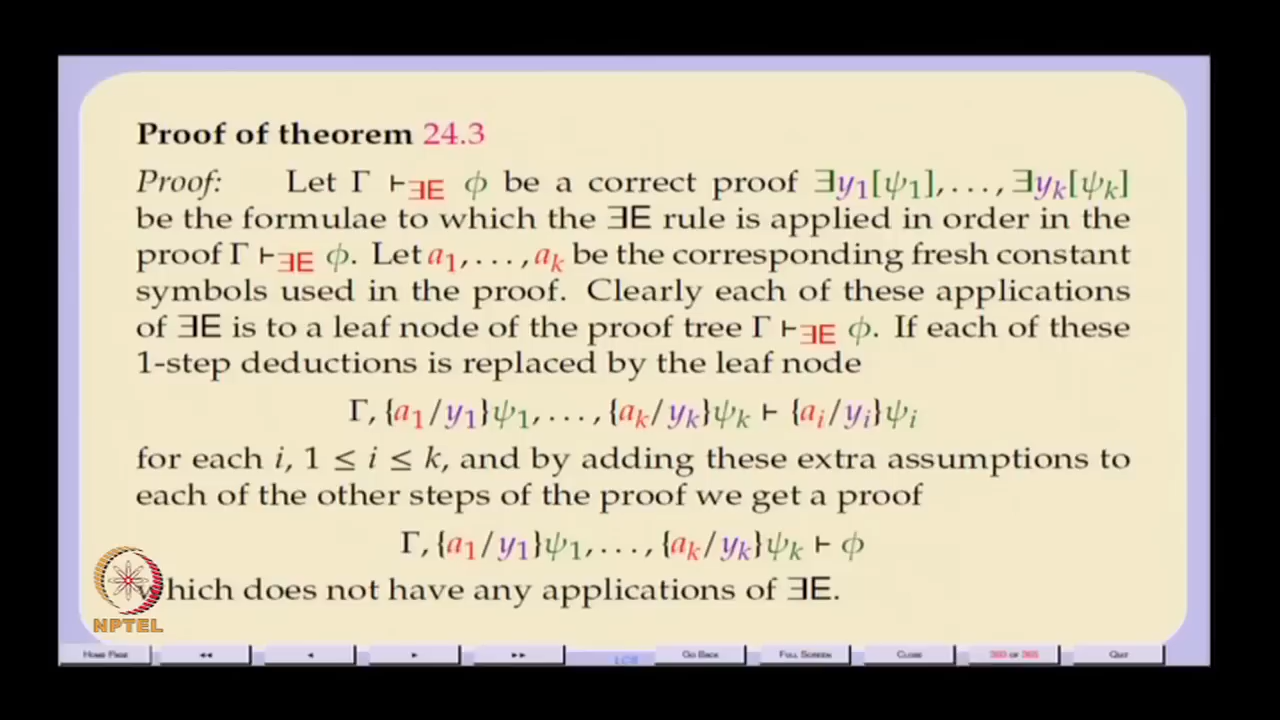 Proof of theorem 24.3
Proof: Let Γ ⊢∃E ϕ be a correct proof ∃y₁[ψ₁], . . . , ∃yₖ[ψₖ]
be the formulae to which the ∃E rule is applied in order in the
proof Γ ⊢∃E ϕ. Let a₁, . . . , aₖ be the corresponding fresh constant
symbols used in the proof. Clearly each of these applications
of ∃E is to a leaf node of the proof tree Γ ⊢∃E ϕ. If each of these
1-step deductions is replaced by the leaf node
Γ, {a₁/y₁}ψ₁, . . . , {aₖ/yₖ}ψₖ ⊢ {aᵢ/yᵢ}ψᵢ
for each i, 1 ≤ i ≤ k, and by adding these extra assumptions to
each of the other steps of the proof we get a proof
Γ, {a₁/y₁}ψ₁, . . . , {aₖ/yₖ}ψₖ ⊢ ϕ
which does not have any applications of ∃E.
NPTEL
Home Page ◄◄ ◄ ► ►► LCS Go Back Full Screen Close 360 of 365 Quit